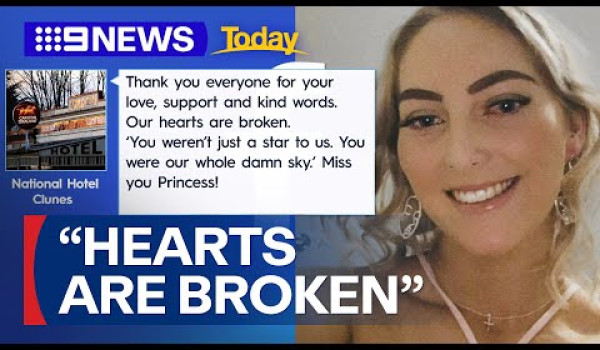 9NEWS
Today
Thank you everyone for your
love, support and kind words.
Our hearts are broken.
‘You weren’t just a star to us. You
were our whole damn sky.’ Miss
you Princess!
HOTEL
National Hotel
Clunes
“HEARTS
ARE BROKEN”